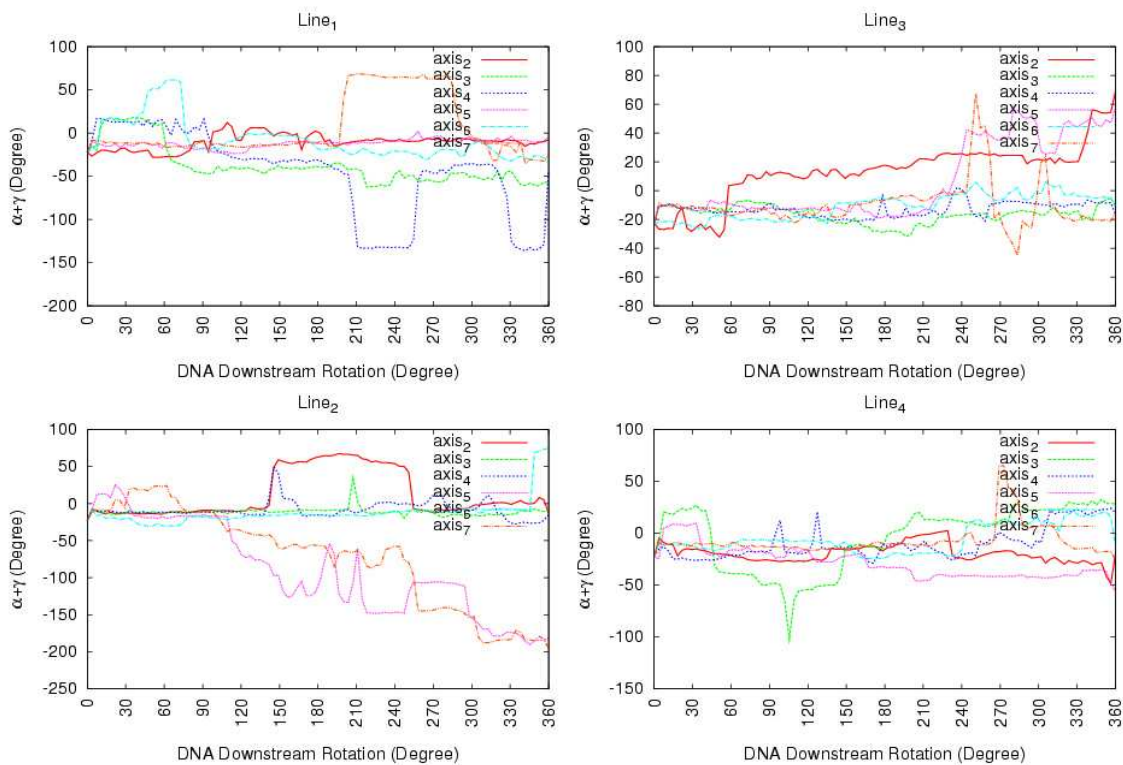 Line1
α+γ (Degree)
100
50
0
-50
-100
-150
-200
axis2
axis3
axis4
axis5
axis6
axis7
0 30 60 90 120 150 180 210 240 270 300 330 360
DNA Downstream Rotation (Degree)
Line3
α+γ (Degree)
100
80
60
40
20
0
-20
-40
-60
-80
axis2
axis3
axis4
axis5
axis6
axis7
0 30 60 90 120 150 180 210 240 270 300 330 360
DNA Downstream Rotation (Degree)
Line2
α+γ (Degree)
100
50
0
-50
-100
-150
-200
-250
axis2
axis3
axis4
axis5
axis6
axis7
0 30 60 90 120 150 180 210 240 270 300 330 360
DNA Downstream Rotation (Degree)
Line4
α+γ (Degree)
100
50
0
-50
-100
-150
axis2
axis3
axis4
axis5
axis6
axis7
0 30 60 90 120 150 180 210 240 270 300 330 360
DNA Downstream Rotation (Degree)